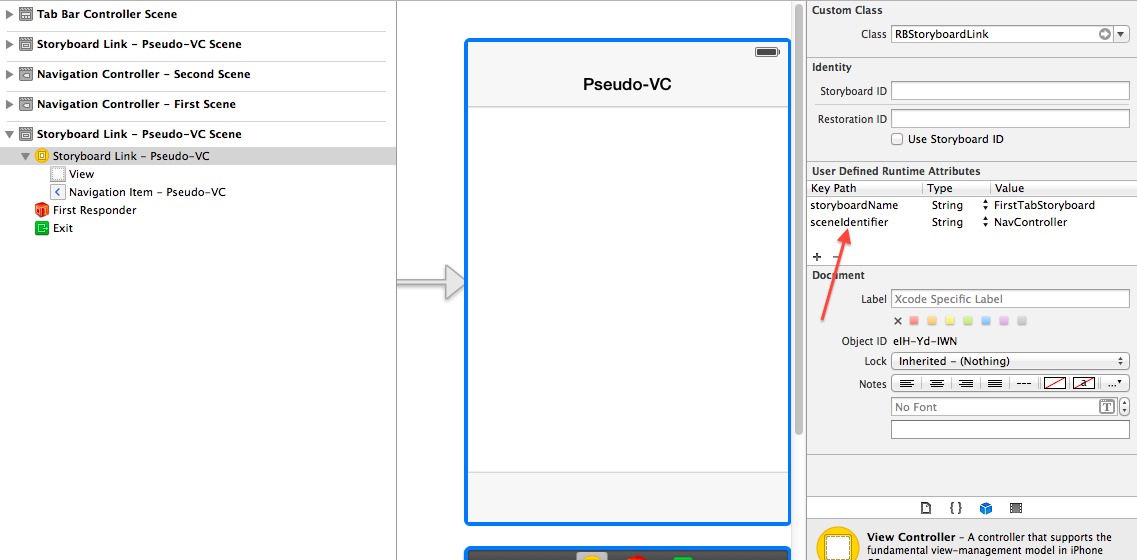 Tab Bar Controller Scene
Storyboard Link – Pseudo-VC Scene
Navigation Controller – Second Scene
Navigation Controller – First Scene
Storyboard Link – Pseudo-VC Scene
Storyboard Link – Pseudo-VC
View
Navigation Item – Pseudo-VC
First Responder
Exit
Pseudo-VC
Custom Class
Class RBStoryboardLink
Identity
Storyboard ID
Restoration ID
Use Storyboard ID
User Defined Runtime Attributes
Key Path Type Value
storyboardName String FirstTabStoryboard
sceneIdentifier String NavController
+ −
Document
Label Xcode Specific Label
Object ID eIH-Yd-IWN
Lock Inherited – (Nothing)
Notes a ...
No Font T
{ }
View Controller – A controller that supports the
fundamental view-management model in iPhone